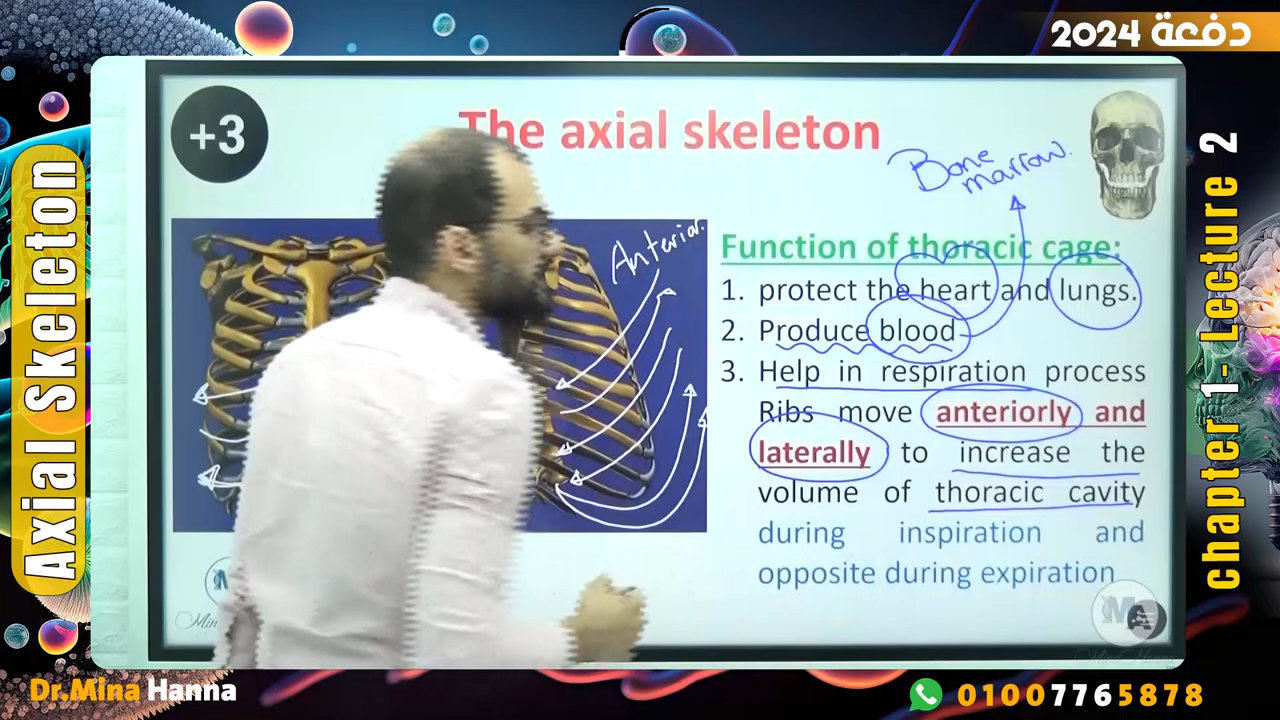 دفعة 2024
+3
The axial skeleton
Bone
marrow.
Anterior.
Function of thoracic cage:
1. protect the heart and lungs.
2. Produce blood
3. Help in respiration process
Ribs move anteriorly and
laterally to increase the
volume of thoracic cavity
during inspiration and
opposite during expiration
Axial Skeleton
chapter 1- Lecture 2
MA
Dr.Mina Hanna
01007765878